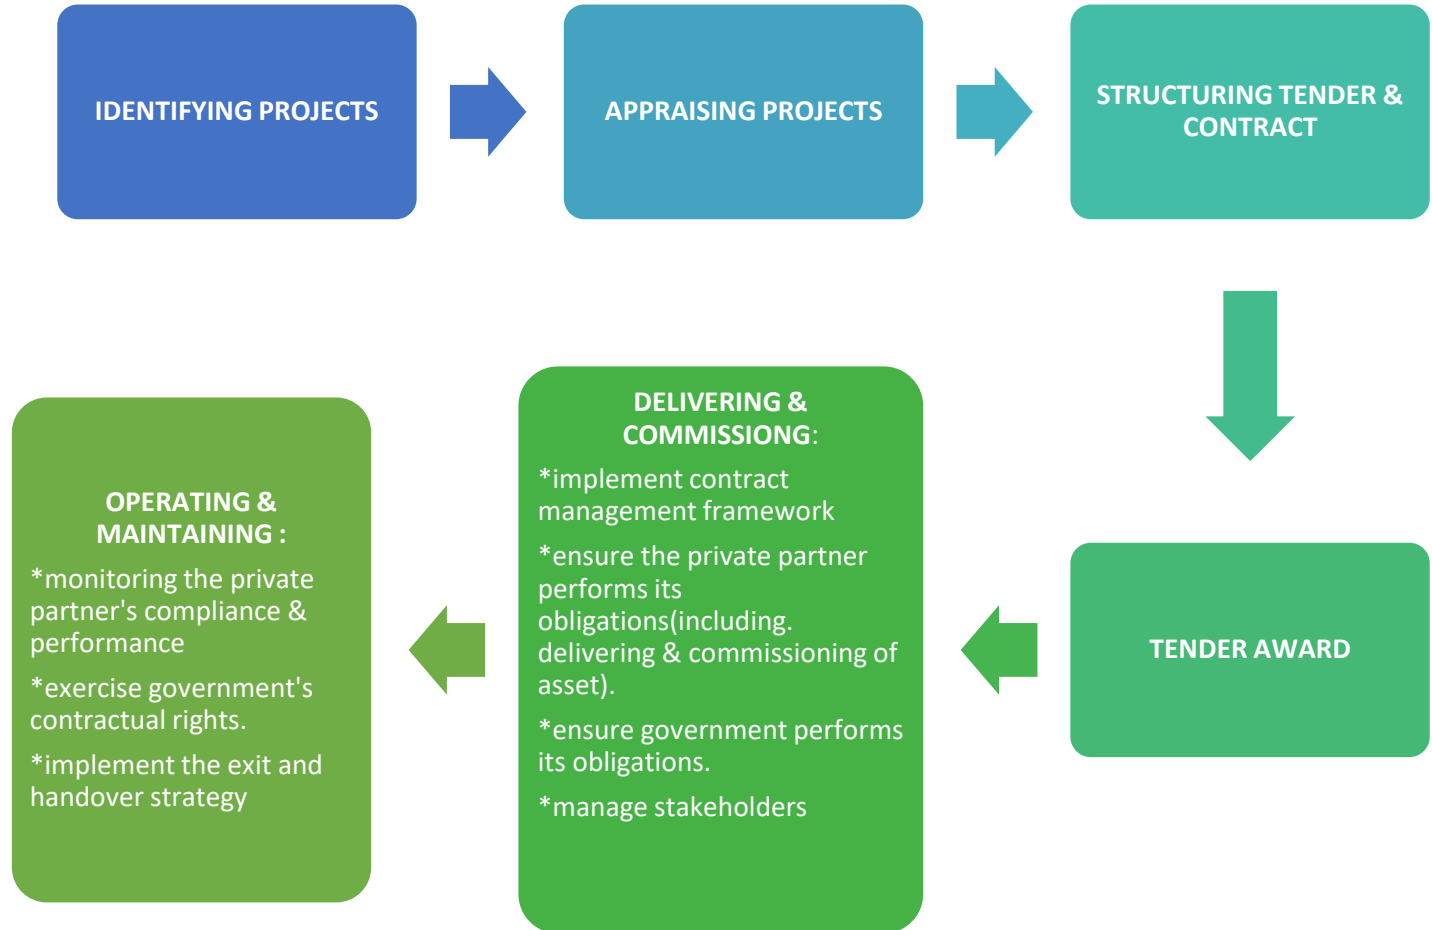 IDENTIFYING PROJECTS
APPRAISING PROJECTS
STRUCTURING TENDER &
CONTRACT
TENDER AWARD
DELIVERING &
COMMISSIONG:
*implement contract
management framework
*ensure the private partner
performs its
obligations(including.
delivering & commissioning of
asset).
*ensure government performs
its obligations.
*manage stakeholders
OPERATING &
MAINTAINING :
*monitoring the private
partner's compliance &
performance
*exercise government's
contractual rights.
*implement the exit and
handover strategy